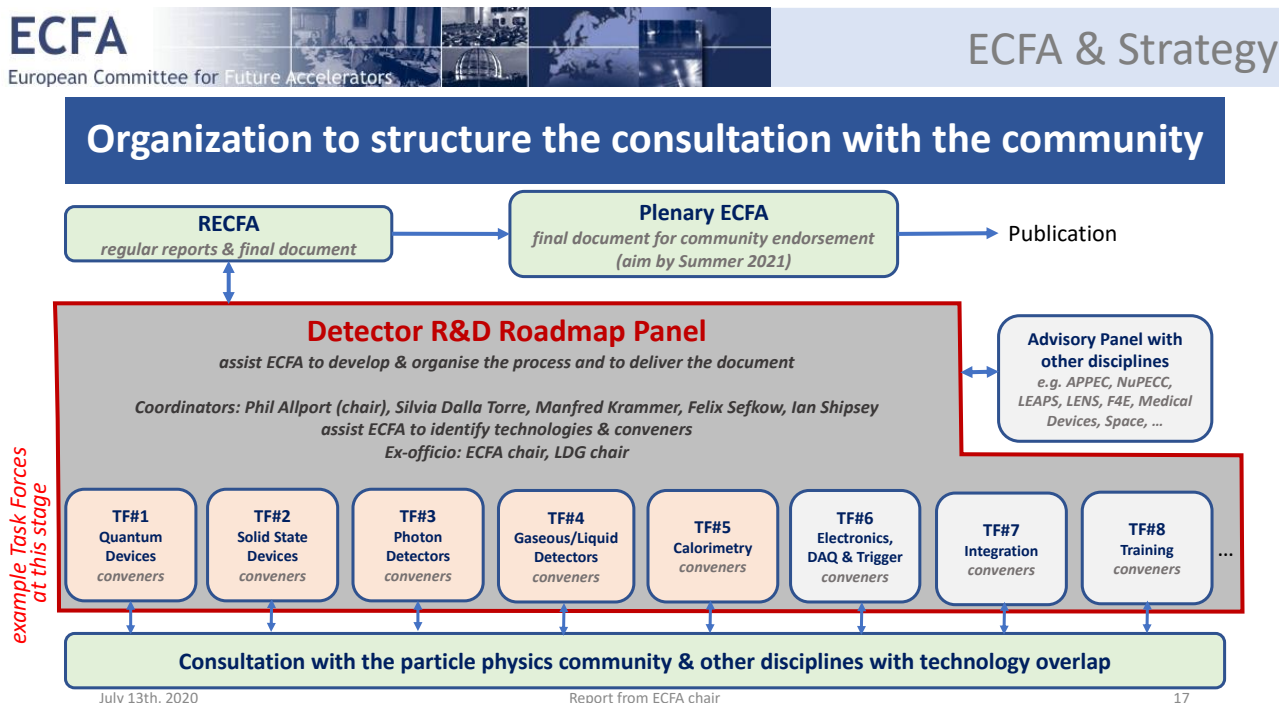 ECFA
European Committee for Future Accelerators
ECFA & Strategy
Organization to structure the consultation with the community
RECFA
regular reports & final document
Plenary ECFA
final document for community endorsement
(aim by Summer 2021)
Publication
Detector R&D Roadmap Panel
assist ECFA to develop & organise the process and to deliver the document
Coordinators: Phil Allport (chair), Silvia Dalla Torre, Manfred Krammer, Felix Sefkow, Ian Shipsey
assist ECFA to identify technologies & conveners
Ex-officio: ECFA chair, LDG chair
Advisory Panel with
other disciplines
e.g. APPEC, NuPECC,
LEAPS, LENS, F4E, Medical
Devices, Space, …
example Task Forces
at this stage
TF#1
Quantum
Devices
conveners
TF#2
Solid State
Devices
conveners
TF#3
Photon
Detectors
conveners
TF#4
Gaseous/Liquid
Detectors
conveners
TF#5
Calorimetry
conveners
TF#6
Electronics,
DAQ & Trigger
conveners
TF#7
Integration
conveners
TF#8
Training
conveners
...
Consultation with the particle physics community & other disciplines with technology overlap
July 13th, 2020
Report from ECFA chair
17